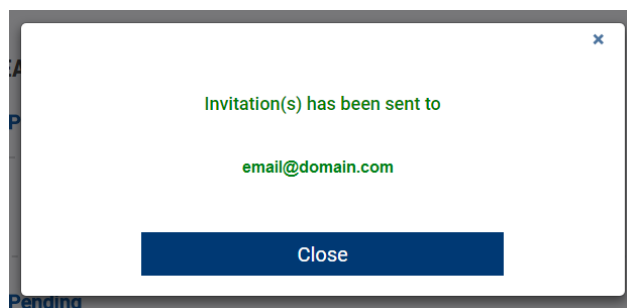 ×
Invitation(s) has been sent to
email@domain.com
Close
Pending